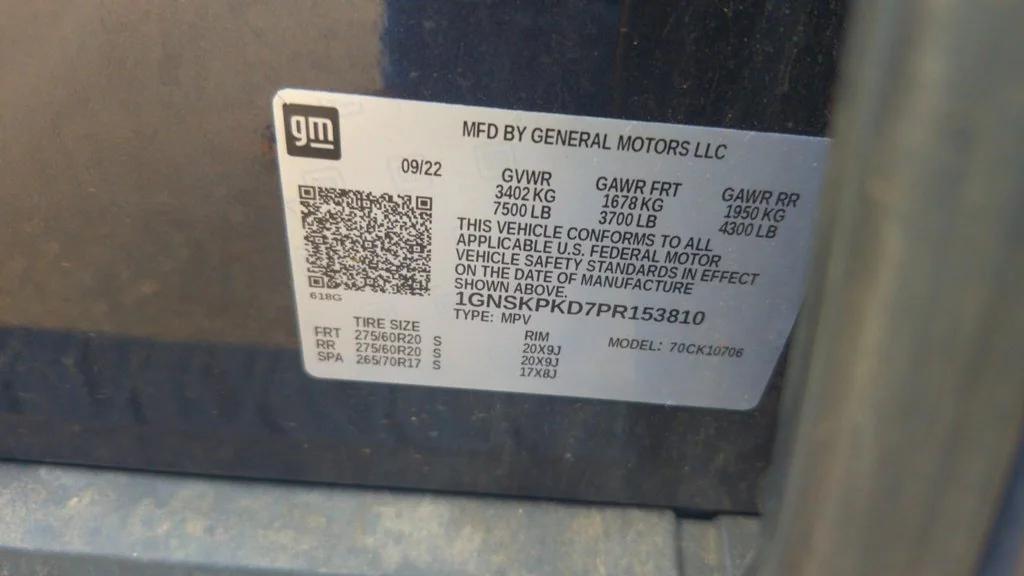 gm
MFD BY GENERAL MOTORS LLC
09/22
GVWR
3402 KG
7500 LB
GAWR FRT
1678 KG
3700 LB
GAWR RR
1950 KG
4300 LB
THIS VEHICLE CONFORMS TO ALL
APPLICABLE U.S. FEDERAL MOTOR
VEHICLE SAFETY STANDARDS IN EFFECT
ON THE DATE OF MANUFACTURE
SHOWN ABOVE.
618G
1GNSKPKD7PR153810
TYPE: MPV
TIRE SIZE RIM
FRT 275/60R20 S 20X9J
RR 275/60R20 S 20X9J
SPA 265/70R17 S 17X8J
MODEL: 70CK10706